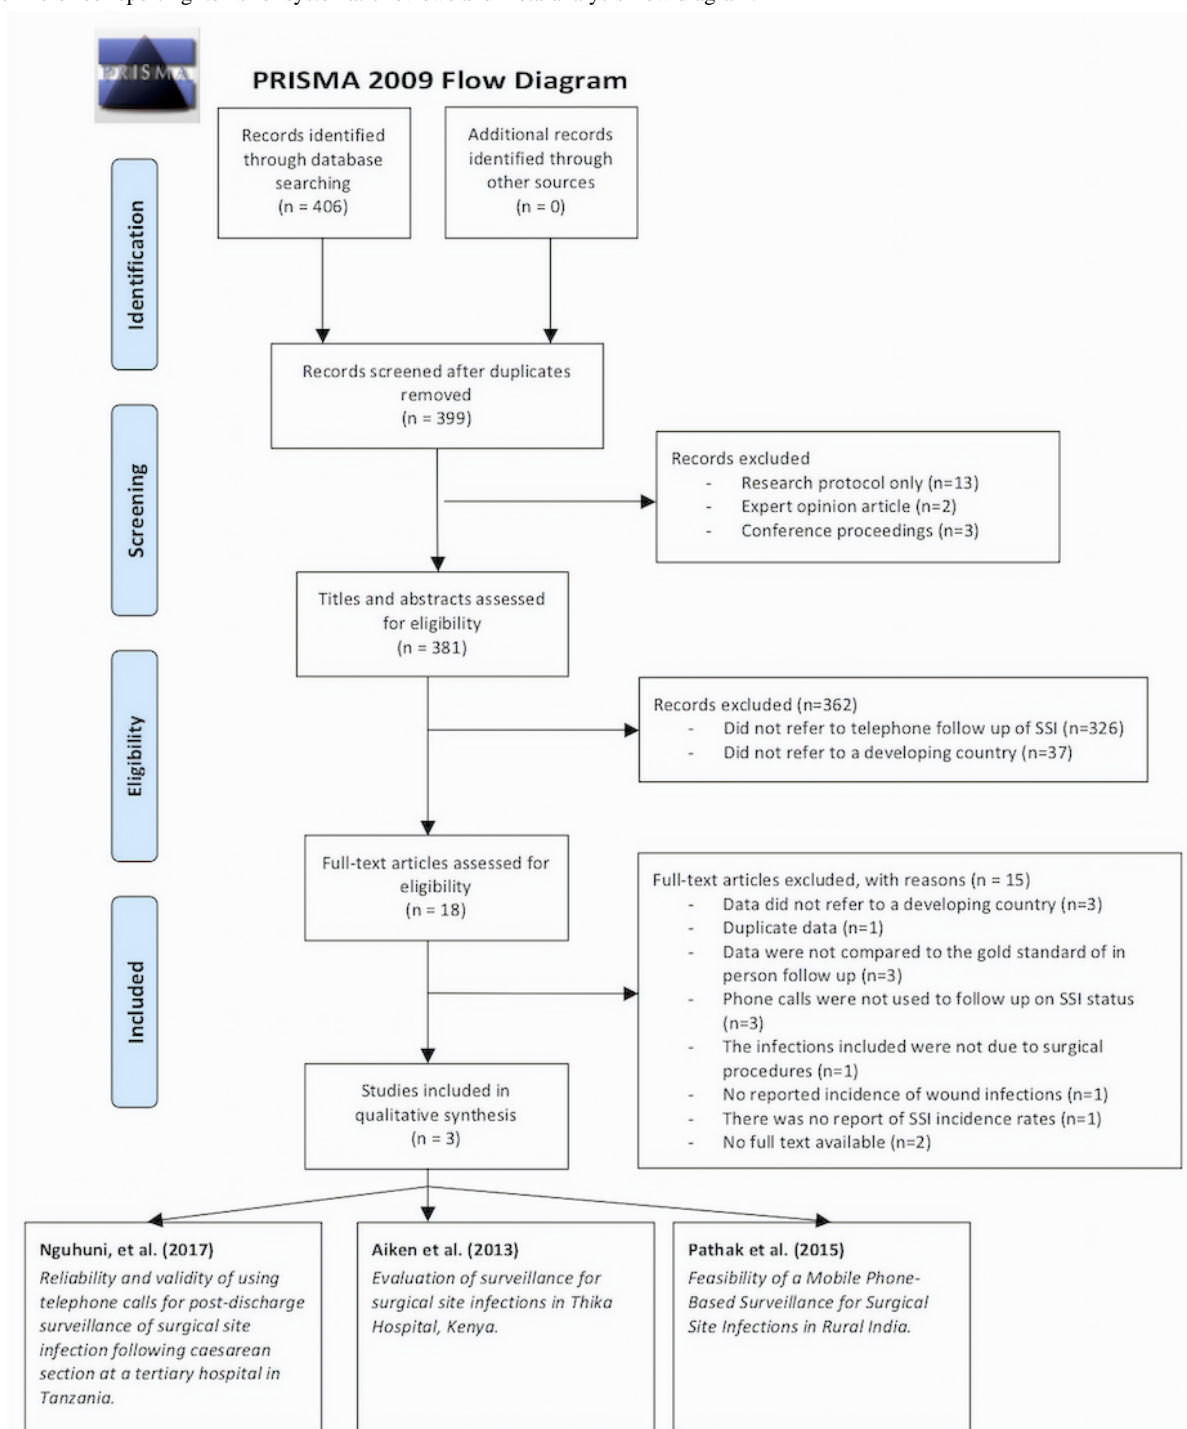 PRISMA
PRISMA 2009 Flow Diagram
Records identified
through database
searching
(n = 406)
Additional records
identified through
other sources
(n = 0)
Identification
Records screened after duplicates
removed
(n = 399)
Screening
Records excluded
- Research protocol only (n=13)
- Expert opinion article (n=2)
- Conference proceedings (n=3)
Titles and abstracts assessed
for eligibility
(n = 381)
Eligibility
Records excluded (n=362)
- Did not refer to telephone follow up of SSI (n=326)
- Did not refer to a developing country (n=37)
Full-text articles assessed for
eligibility
(n = 18)
Included
Full-text articles excluded, with reasons (n = 15)
- Data did not refer to a developing country (n=3)
- Duplicate data (n=1)
- Data were not compared to the gold standard of in
person follow up (n=3)
- Phone calls were not used to follow up on SSI status
(n=3)
- The infections included were not due to surgical
procedures (n=1)
- No reported incidence of wound infections (n=1)
- There was no report of SSI incidence rates (n=1)
- No full text available (n=2)
Studies included in
qualitative synthesis
(n = 3)
Nguhuni, et al. (2017)
Reliability and validity of using
telephone calls for post-discharge
surveillance of surgical site
infection following caesarean
section at a tertiary hospital in
Tanzania.
Aiken et al. (2013)
Evaluation of surveillance for
surgical site infections in Thika
Hospital, Kenya.
Pathak et al. (2015)
Feasibility of a Mobile Phone-
Based Surveillance for Surgical
Site Infections in Rural India.